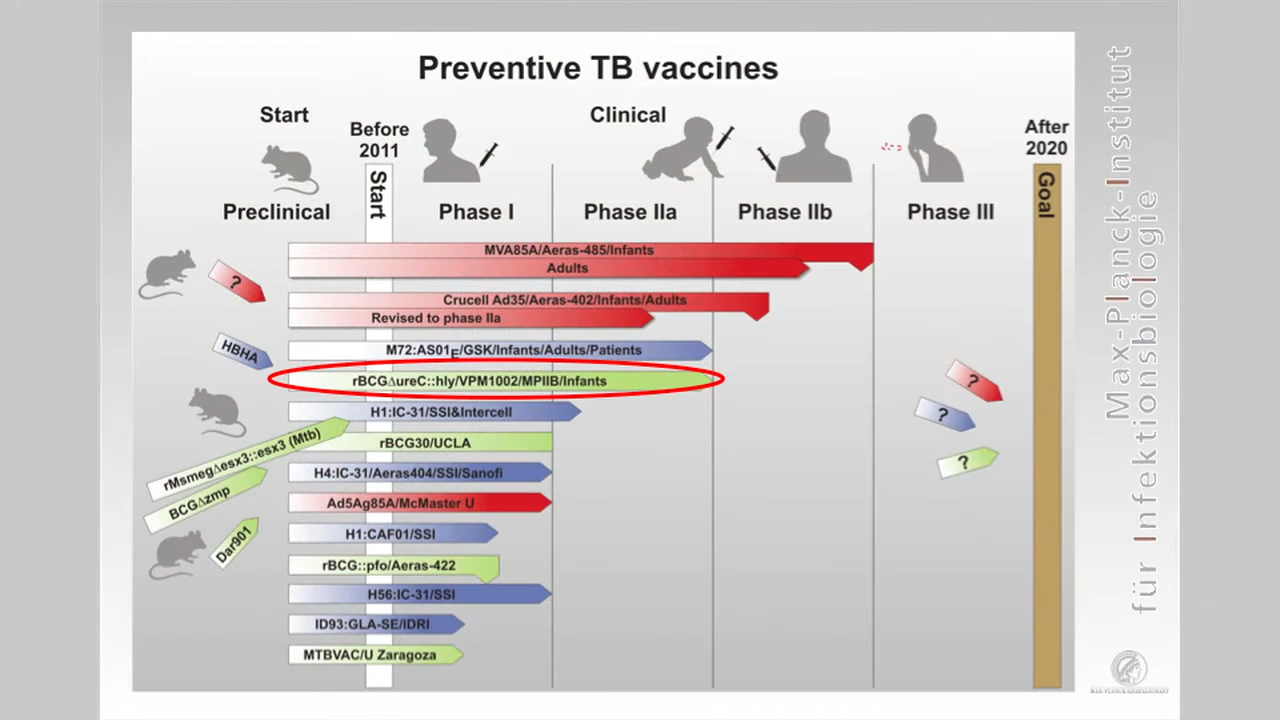 Preventive TB vaccines
Start
Clinical
Before
2011
After
2020
Start
Goal
Preclinical
Phase I
Phase IIa
Phase IIb
Phase III
MVA85A/Aeras-485/Infants
Adults
?
Crucell Ad35/Aeras-402/Infants/Adults
Revised to phase IIa
HBHA
M72:AS01E/GSK/Infants/Adults/Patients
rBCGΔureC::hly/VPM1002/MPIIB/Infants
?
H1:IC-31/SSI&Intercell
?
rMsmegΔesx3::esx3 (Mtb)
rBCG30/UCLA
?
H4:IC-31/Aeras404/SSI/Sanofi
BCGΔzmp
Ad5Ag85A/McMaster U
H1:CAF01/SSI
Dar901
rBCG::pfo/Aeras-422
H56:IC-31/SSI
ID93:GLA-SE/IDRI
MTBVAC/U Zaragoza
Max-Planck-Institut
für Infektionsbiologie
MAX-PLANCK-GESELLSCHAFT